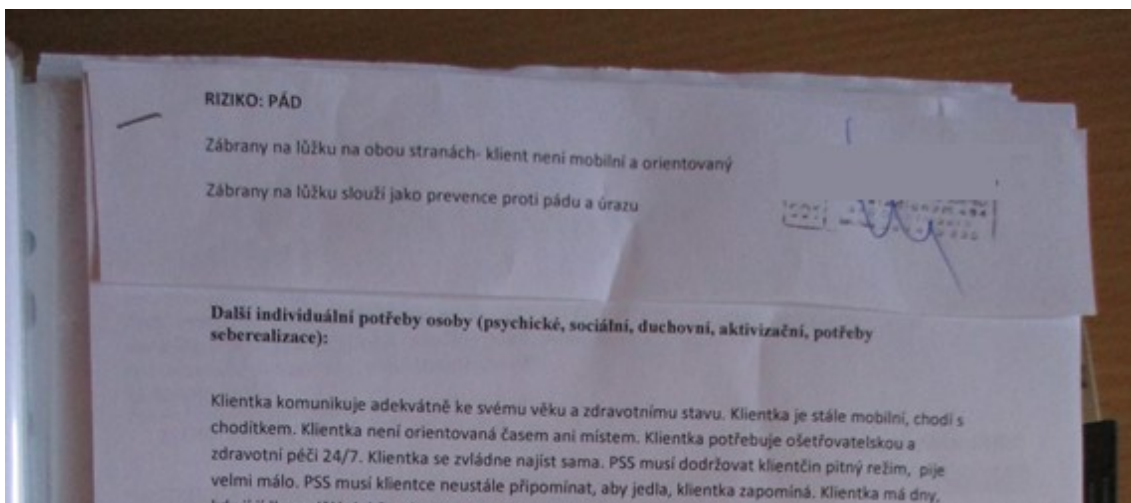 RIZIKO: PÁD
Zábrany na lůžku na obou stranách- klient není mobilní a orientovaný
Zábrany na lůžku slouží jako prevence proti pádu a úrazu
Další individuální potřeby osoby (psychické, sociální, duchovní, aktivizační, potřeby
seberealizace):
Klientka komunikuje adekvátně ke svému věku a zdravotnímu stavu. Klientka je stále mobilní, chodí s
chodítkem. Klientka není orientovaná časem ani místem. Klientka potřebuje ošetřovatelskou a
zdravotní péči 24/7. Klientka se zvládne najíst sama. PSS musí dodržovat klientčin pitný režim, pije
velmi málo. PSS musí klientce neustále připomínat, aby jedla, klientka zapomíná. Klientka má dny,